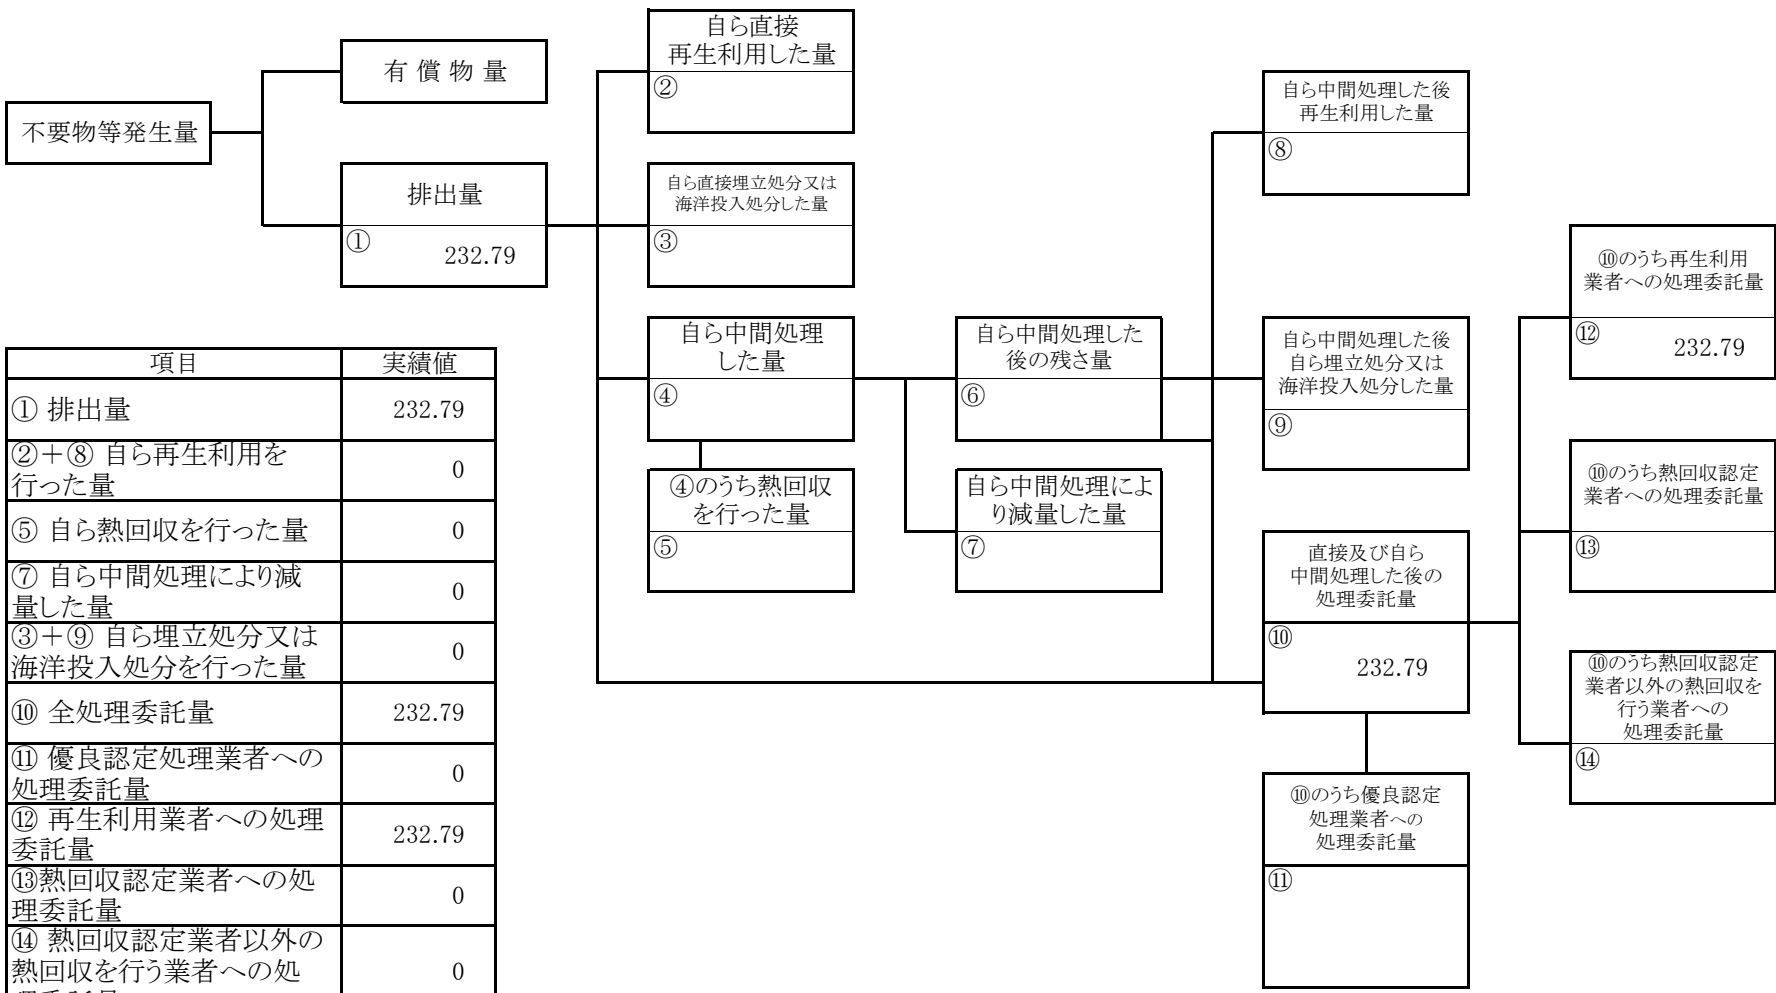 不要物等発生量
有 償 物 量
排出量
①
232.79
自ら直接
再生利用した量
②
自ら直接埋立処分又は
海洋投入処分した量
③
自ら中間処理
した量
④
④のうち熱回収
を行った量
⑤
自ら中間処理した
後の残さ量
⑥
自ら中間処理によ
り減量した量
⑦
自ら中間処理した後
再生利用した量
⑧
自ら中間処理した後
自ら埋立処分又は
海洋投入処分した量
⑨
直接及び自ら
中間処理した後の
処理委託量
⑩
232.79
⑩のうち優良認定
処理業者への
処理委託量
⑪
⑩のうち再生利用
業者への処理委託量
⑫
232.79
⑩のうち熱回収認定
業者への処理委託量
⑬
⑩のうち熱回収認定
業者以外の熱回収を
行う業者への
処理委託量
⑭
項目 実績値
① 排出量 232.79
②+⑧ 自ら再生利用を
行った量 0
⑤ 自ら熱回収を行った量 0
⑦ 自ら中間処理により減
量した量 0
③+⑨ 自ら埋立処分又は
海洋投入処分を行った量 0
⑩ 全処理委託量 232.79
⑪ 優良認定処理業者への
処理委託量 0
⑫ 再生利用業者への処理
委託量 232.79
⑬熱回収認定業者への処
理委託量 0
⑭ 熱回収認定業者以外の
熱回収を行う業者への処 0